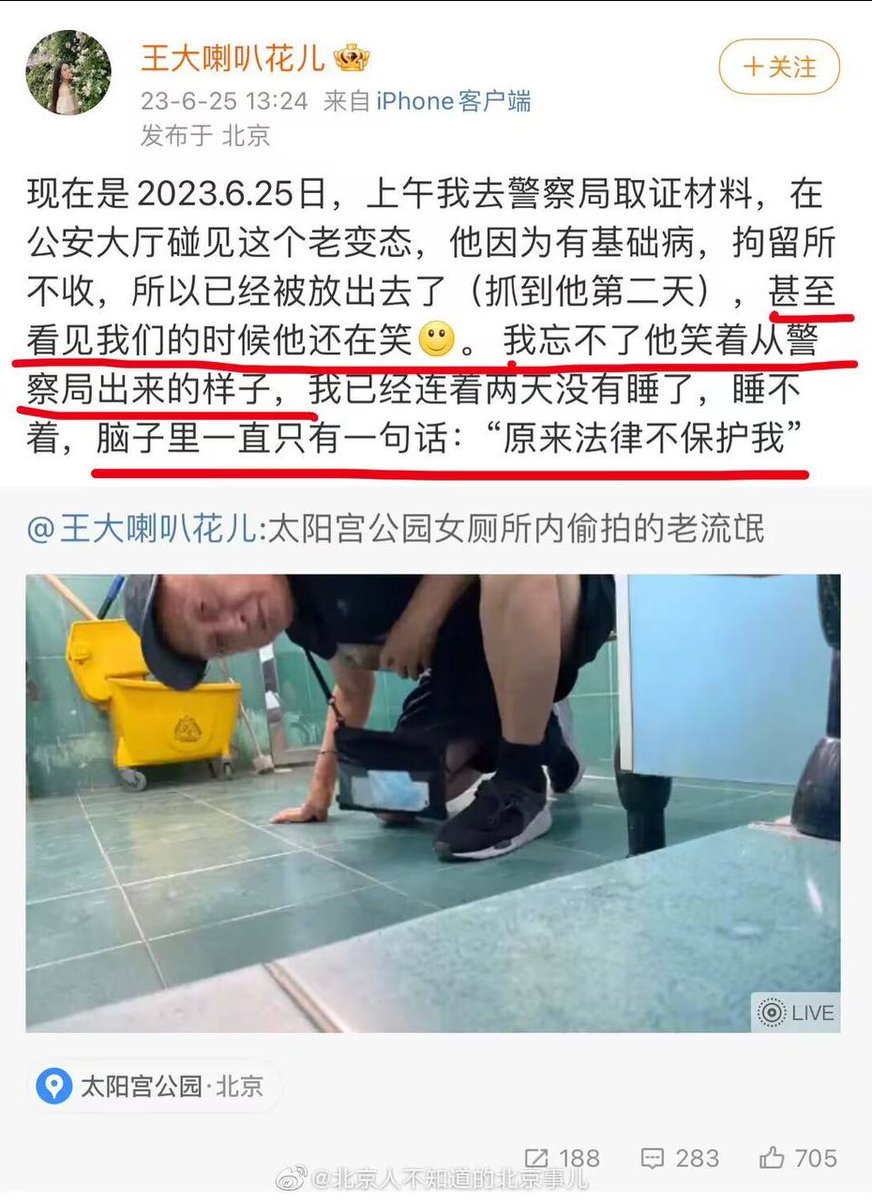 王大喇叭花儿
+关注
23-6-25 13:24 来自 iPhone客户端
发布于 北京
现在是2023.6.25日，上午我去警察局取证材料，在
公安大厅碰见这个老变态，他因为有基础病，拘留所
不收，所以已经被放出去了（抓到他第二天），甚至
看见我们的时候他还在笑🙂。我忘不了他笑着从警
察局出来的样子，我已经连着两天没有睡了，睡不
着，脑子里一直只有一句话：“原来法律不保护我”
@王大喇叭花儿:太阳宫公园女厕所内偷拍的老流氓
LIVE
太阳宫公园·北京
188 283 705
@北京人不知道的北京事儿